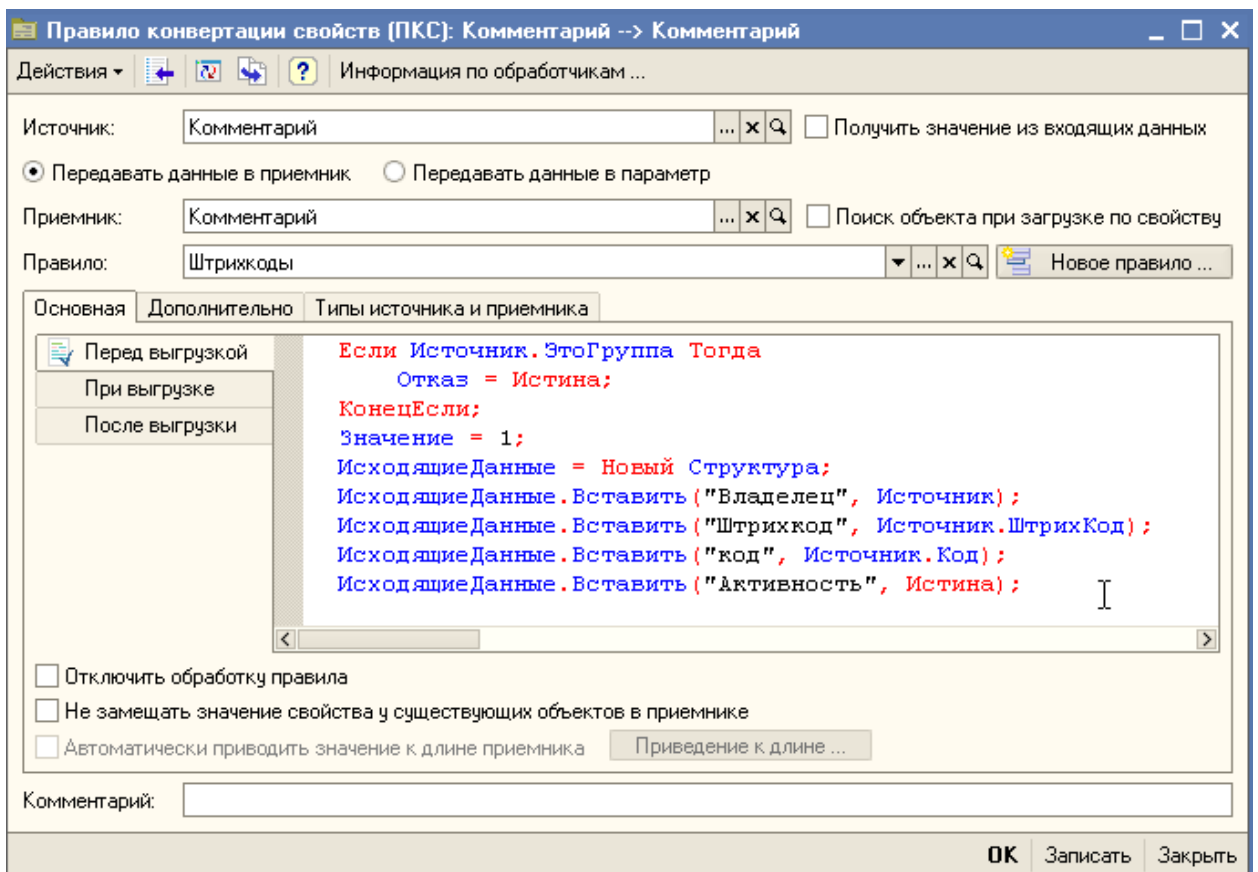 Правило конвертации свойств (ПКС): Комментарий --> Комментарий
Действия ? Информация по обработчикам ...
Источник: Комментарий ... x Получить значение из входящих данных
Передавать данные в приемник Передавать данные в параметр
Приемник: Комментарий ... x Поиск объекта при загрузке по свойству
Правило: Штрихкоды ... x Новое правило ...
Основная Дополнительно Типы источника и приемника
Перед выгрузкой
При выгрузке
После выгрузки
Если Источник.ЭтоГруппа Тогда
Отказ = Истина;
КонецЕсли;
Значение = 1;
ИсходящиеДанные = Новый Структура;
ИсходящиеДанные.Вставить("Владелец", Источник);
ИсходящиеДанные.Вставить("Штрихкод", Источник.ШтрихКод);
ИсходящиеДанные.Вставить("код", Источник.Код);
ИсходящиеДанные.Вставить("Активность", Истина);
Отключить обработку правила
Не замещать значение свойства у существующих объектов в приемнике
Автоматически приводить значение к длине приемника Приведение к длине ...
Комментарий:
OK Записать Закрыть